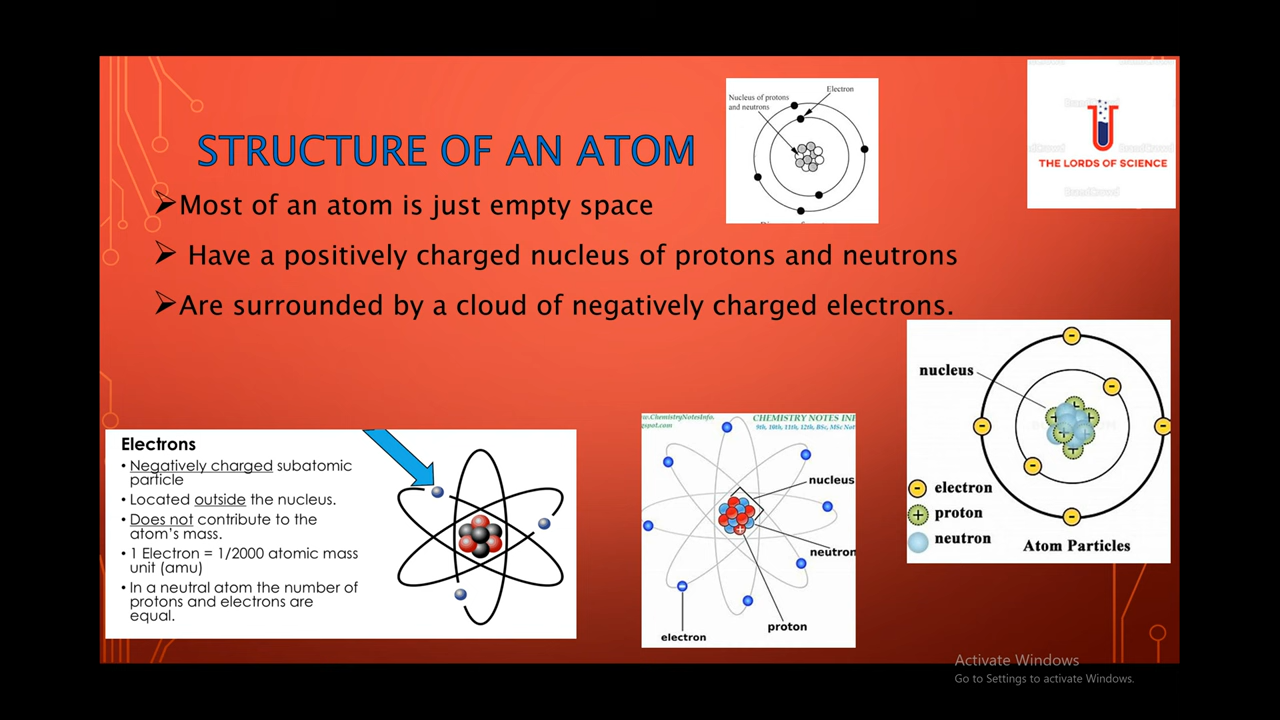 STRUCTURE OF AN ATOM
➢Most of an atom is just empty space
➢ Have a positively charged nucleus of protons and neutrons
➢Are surrounded by a cloud of negatively charged electrons.
Nucleus of protons
and neutrons
Electron
THE LORDS OF SCIENCE
BrandCrowd
nucleus
electron
proton
neutron
Atom Particles
Electrons
• Negatively charged subatomic
particle
• Located outside the nucleus.
• Does not contribute to the
atom's mass.
• 1 Electron = 1/2000 atomic mass
unit (amu)
• In a neutral atom the number of
protons and electrons are
equal.
w.ChemistryNotesInfo.
gspot.com
CHEMISTRY NOTES INF
9th, 10th, 11th, 12th, BSc, MSc Not
nucleus
neutron
proton
electron
Activate Windows
Go to Settings to activate Windows.